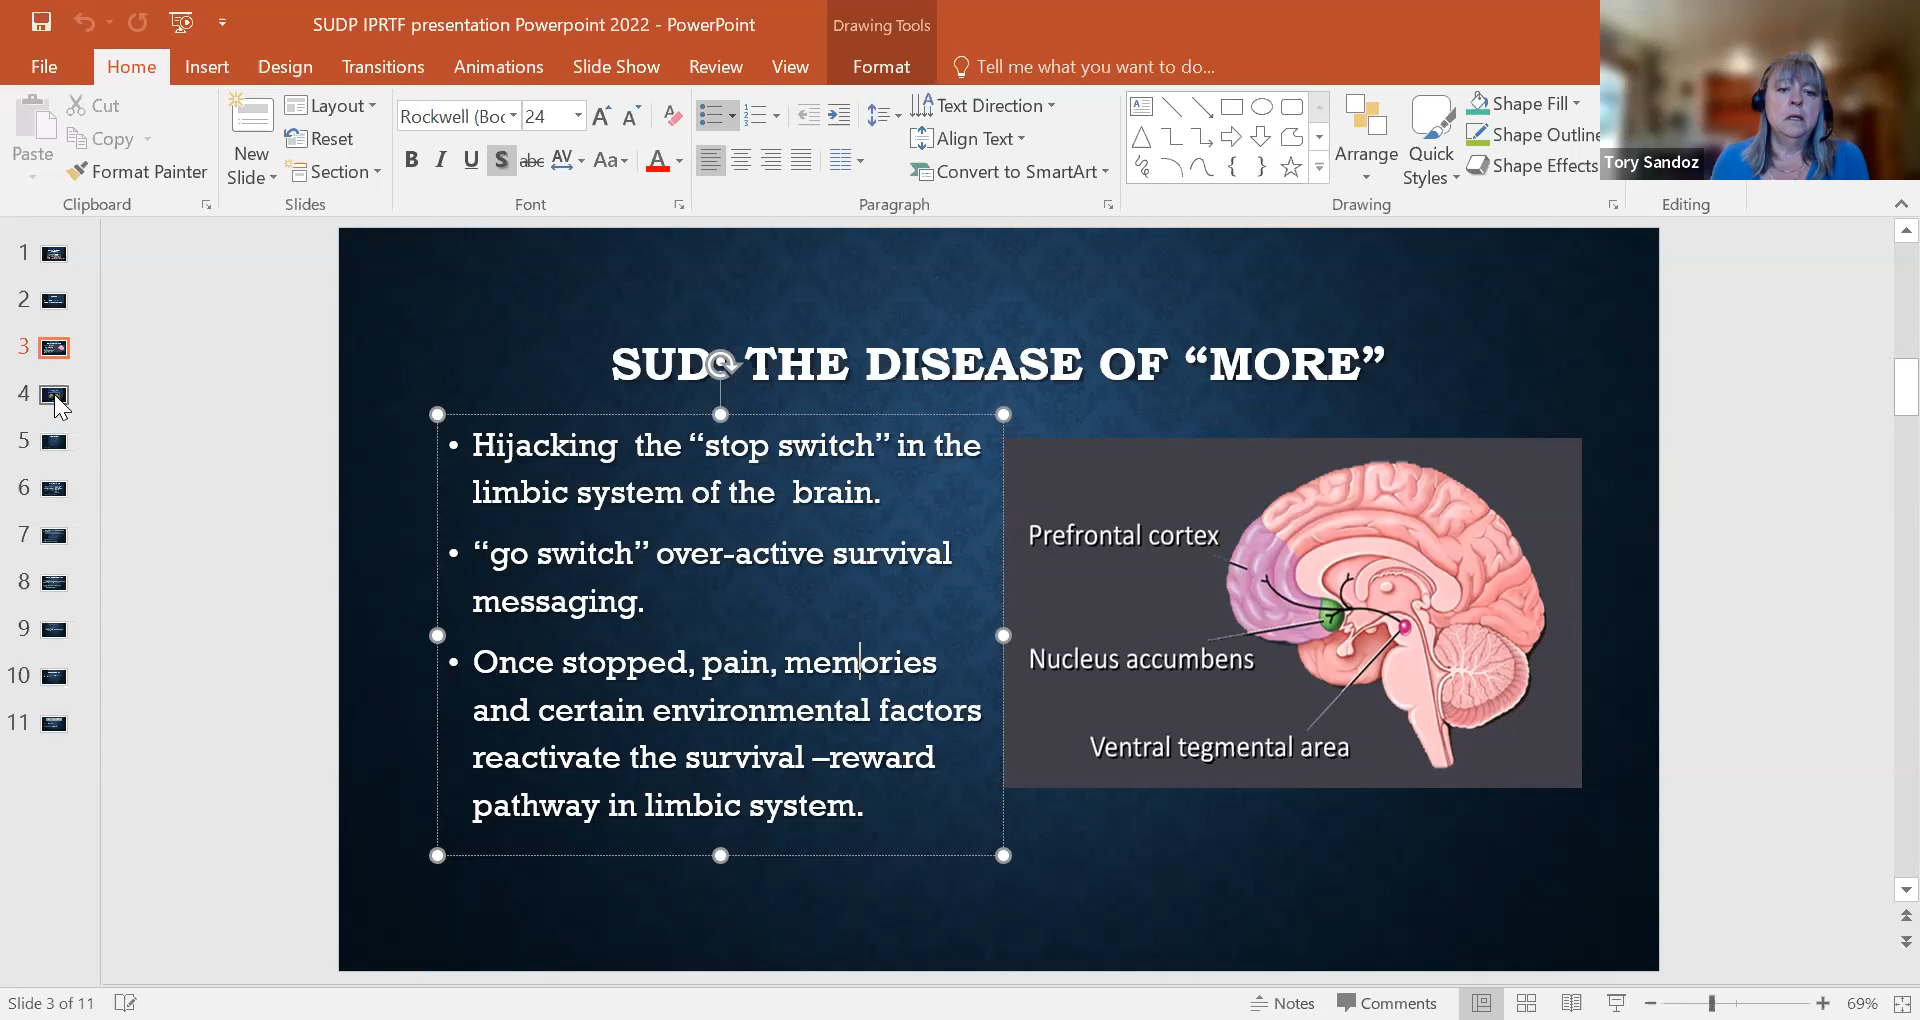 SUDP IPRTF presentation Powerpoint 2022 - PowerPoint
Drawing Tools
File Home Insert Design Transitions Animations Slide Show Review View Format Tell me what you want to do...
Paste
Cut
Copy
Format Painter
Clipboard
New Slide
Layout
Reset
Section
Slides
Rockwell (Boc 24
B I U S abc AV Aa A
Font
Text Direction
Align Text
Convert to SmartArt
Paragraph
Arrange
Quick Styles
Shape Fill
Shape Outline
Shape Effects
Drawing
Editing
Tory Sandoz
1
2
3
4
5
6
7
8
9
10
11
SUD THE DISEASE OF “MORE”
• Hijacking the “stop switch” in the
limbic system of the brain.
• “go switch” over-active survival
messaging.
• Once stopped, pain, memories
and certain environmental factors
reactivate the survival –reward
pathway in limbic system.
Prefrontal cortex
Nucleus accumbens
Ventral tegmental area
Slide 3 of 11
Notes Comments 69%